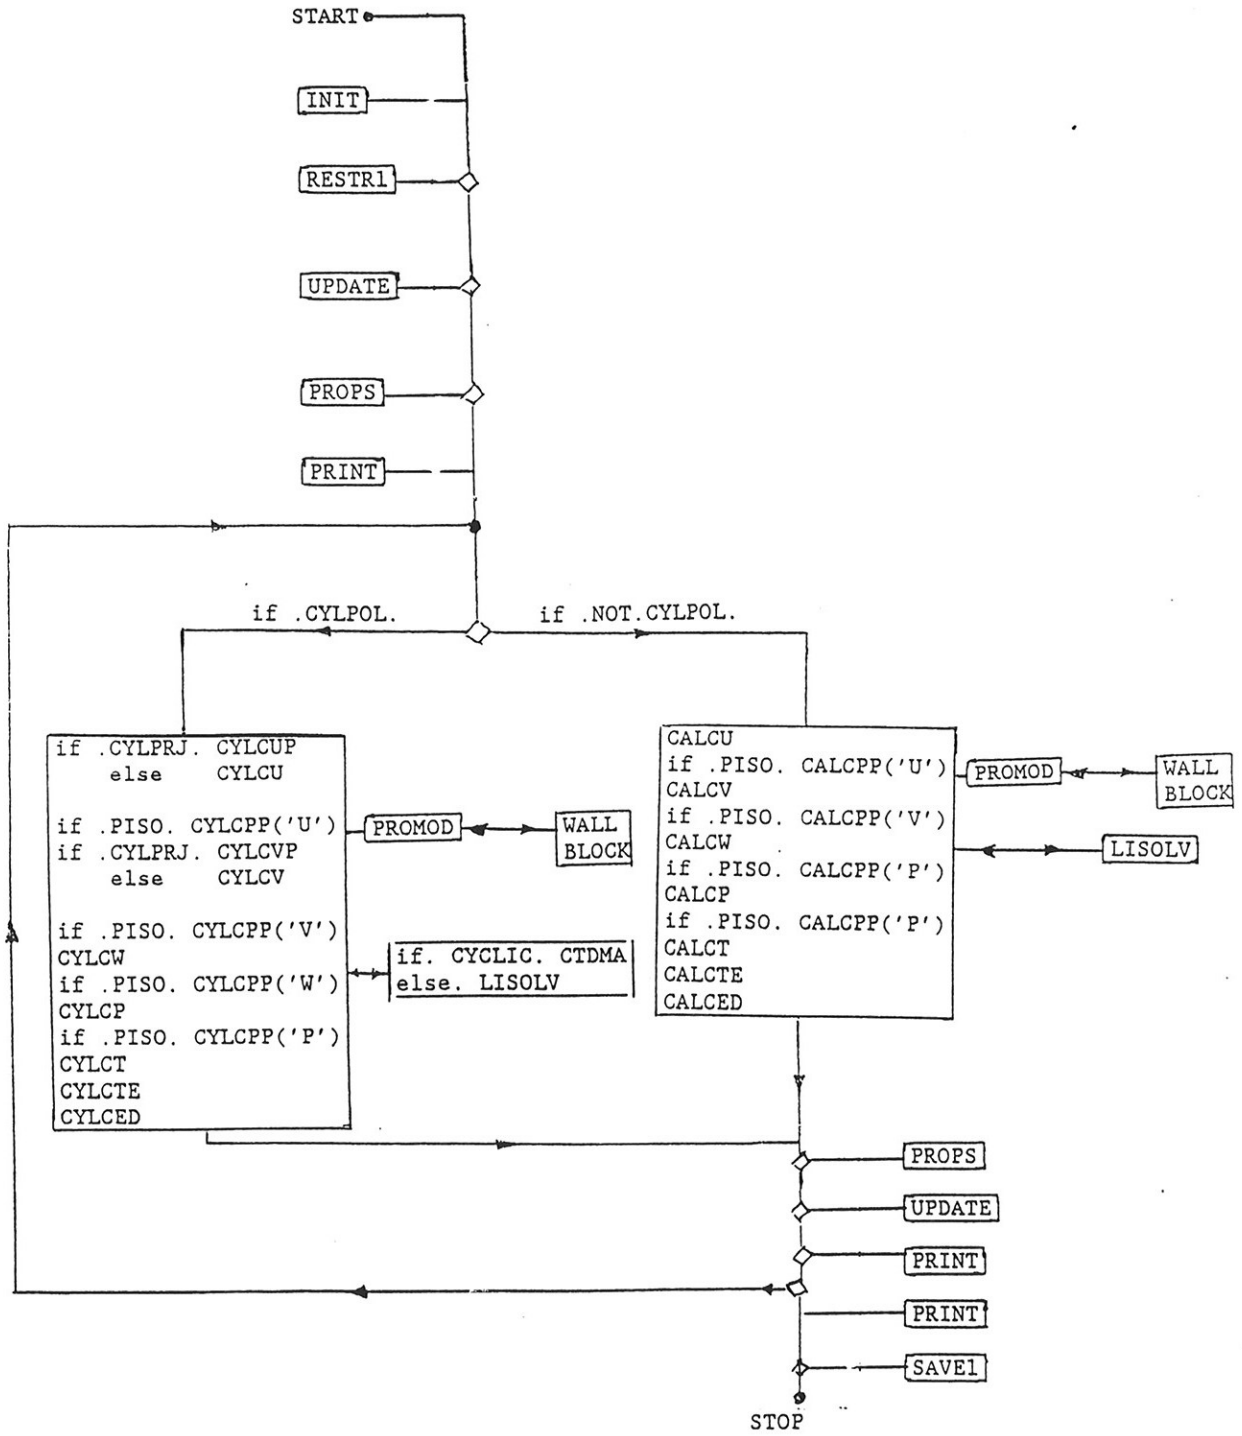 START
INIT
RESTR1
UPDATE
PROPS
PRINT
if .CYLPOL.
if .NOT.CYLPOL.
if .CYLPRJ. CYLCUP
else CYLCU
if .PISO. CYLCPP('U')
if .CYLPRJ. CYLCVP
else CYLCV
if .PISO. CYLCPP('V')
CYLCW
if .PISO. CYLCPP('W')
CYLCP
if .PISO. CYLCPP('P')
CYLCT
CYLCTE
CYLCED
PROMOD
WALL
BLOCK
if. CYCLIC. CTDMA
else. LISOLV
CALCU
if .PISO. CALCPP('U')
CALCV
if .PISO. CALCPP('V')
CALCW
if .PISO. CALCPP('P')
CALCP
if .PISO. CALCPP('P')
CALCT
CALCTE
CALCED
PROMOD
WALL
BLOCK
LISOLV
PROPS
UPDATE
PRINT
PRINT
SAVE1
STOP